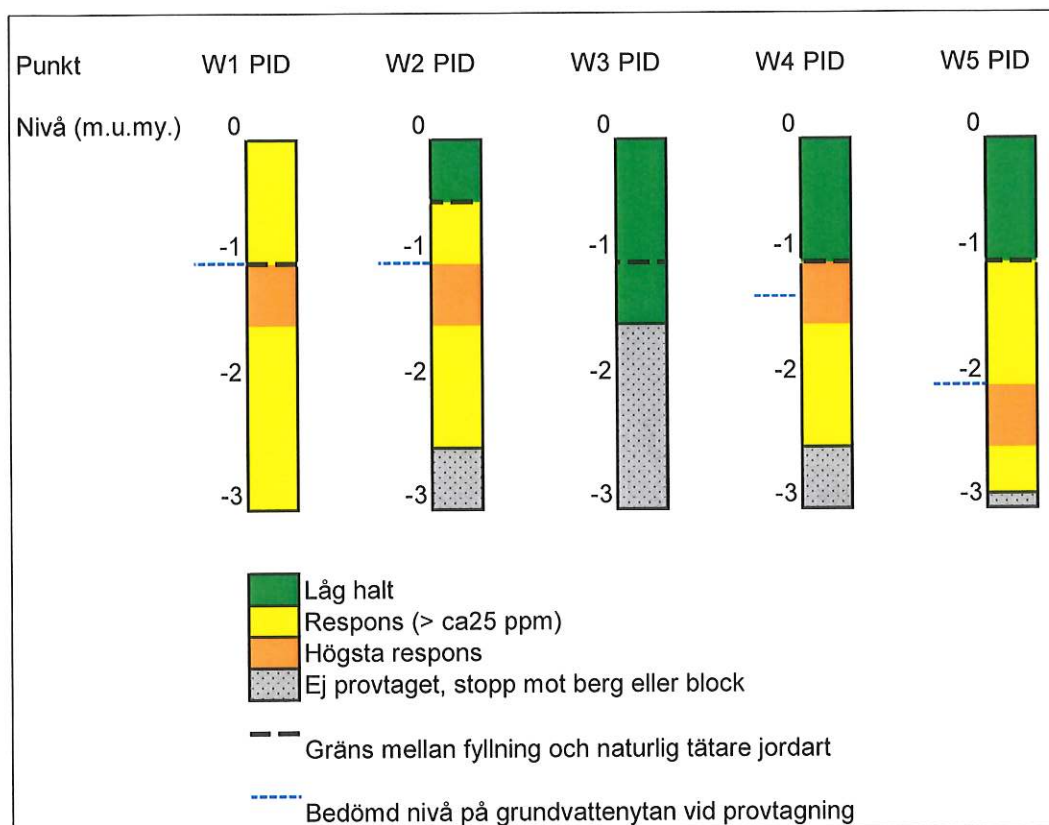 Punkt W1 PID W2 PID W3 PID W4 PID W5 PID
Nivå (m.u.my.) 0 0 0 0 0
-1 -1 -1 -1 -1
-2 -2 -2 -2 -2
-3 -3 -3 -3 -3
Låg halt
Respons (> ca25 ppm)
Högsta respons
Ej provtaget, stopp mot berg eller block
Gräns mellan fyllning och naturlig tätare jordart
Bedömd nivå på grundvattenytan vid provtagning